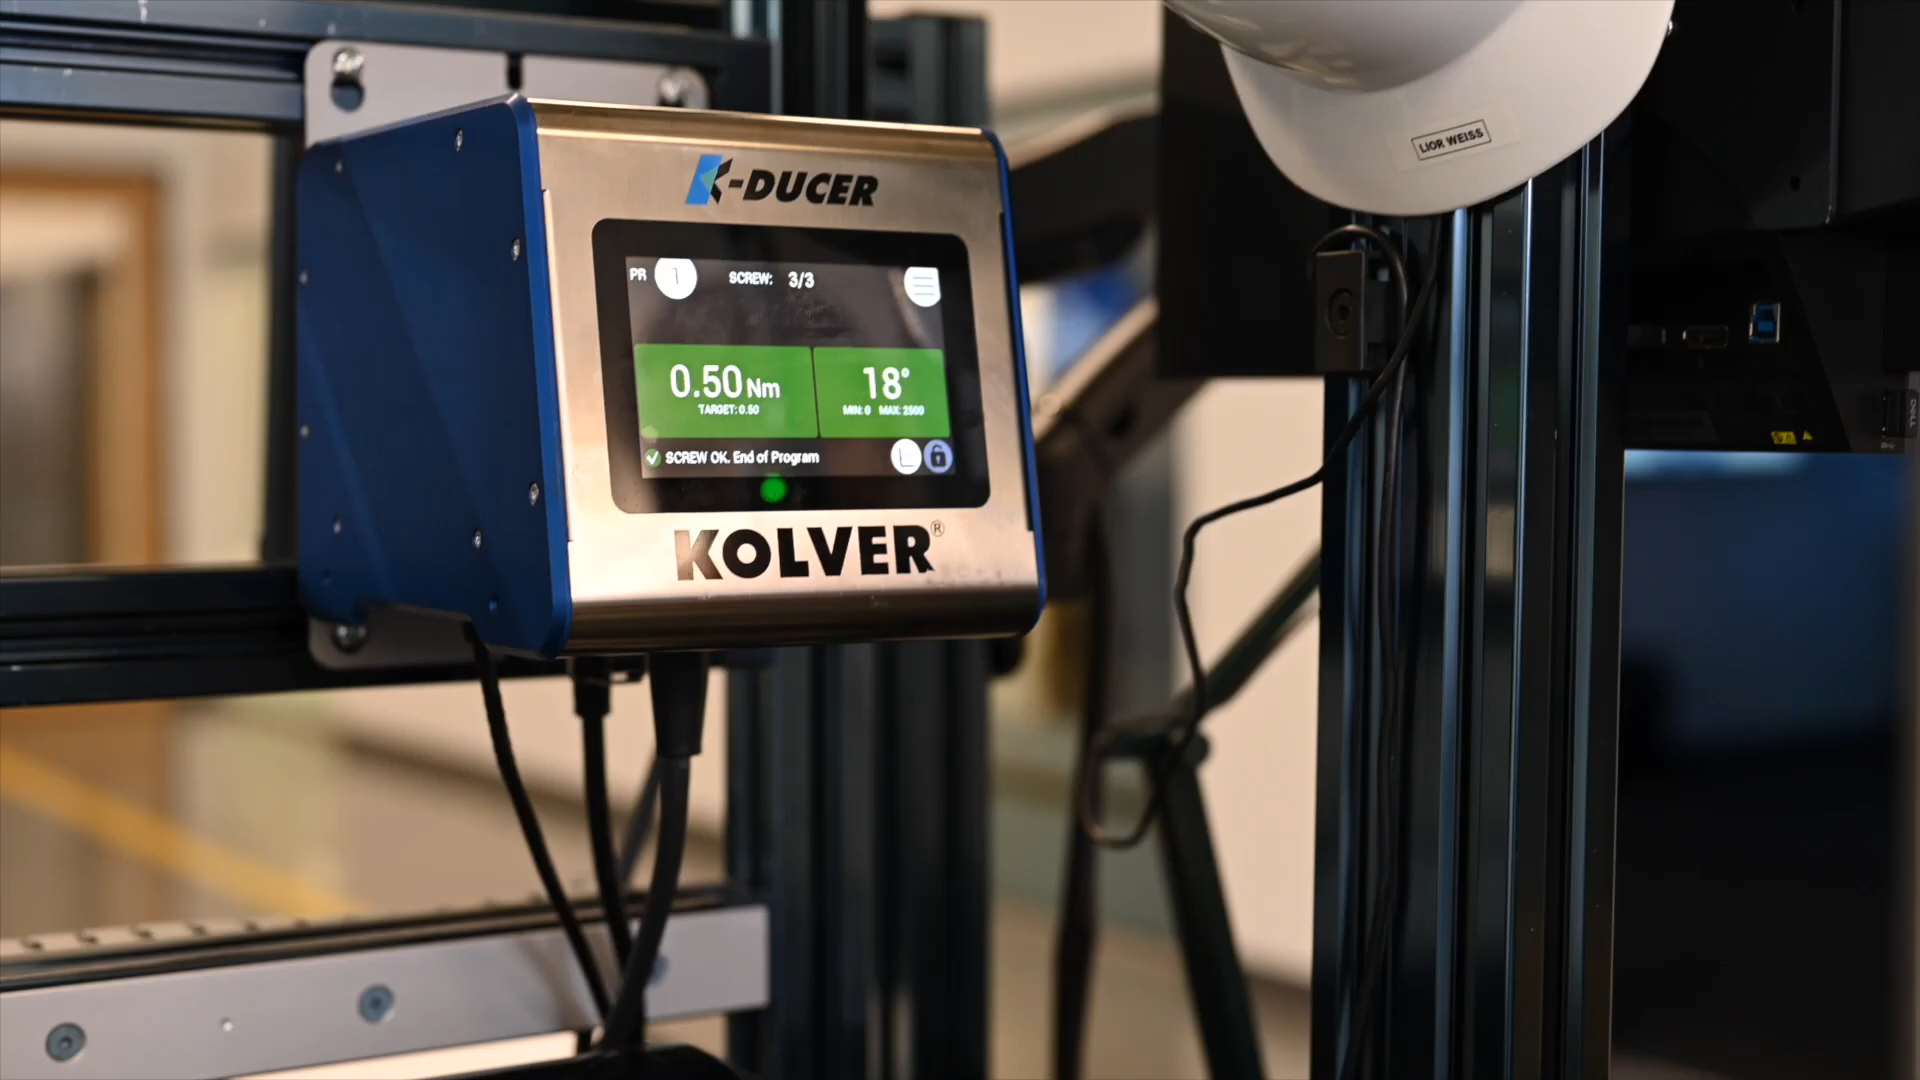 K-DUCER
PR 1 SCREW: 3/3
0.50 Nm
TARGET: 0.50
18°
MIN: 0 MAX: 2500
SCREW OK. End of Program
KOLVER®
LIOR WEISS
DELL